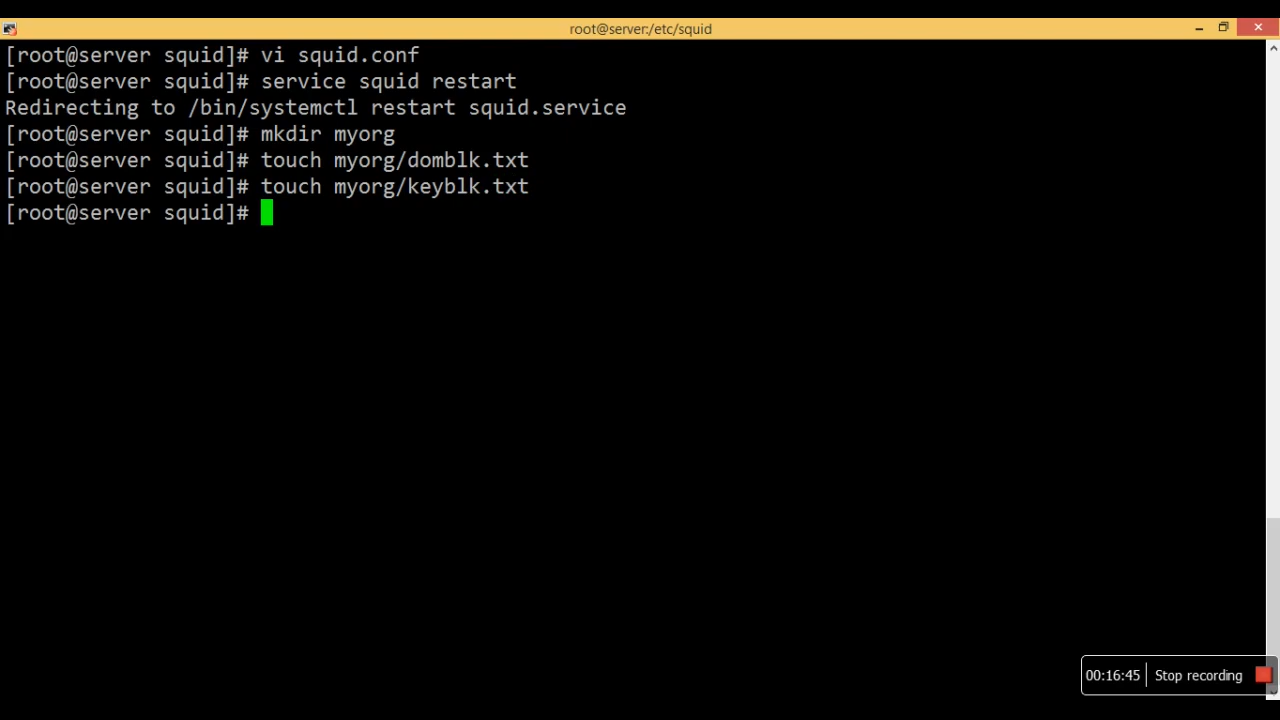 root@server:/etc/squid
[root@server squid]# vi squid.conf
[root@server squid]# service squid restart
Redirecting to /bin/systemctl restart squid.service
[root@server squid]# mkdir myorg
[root@server squid]# touch myorg/domblk.txt
[root@server squid]# touch myorg/keyblk.txt
[root@server squid]#
00:16:45 Stop recording